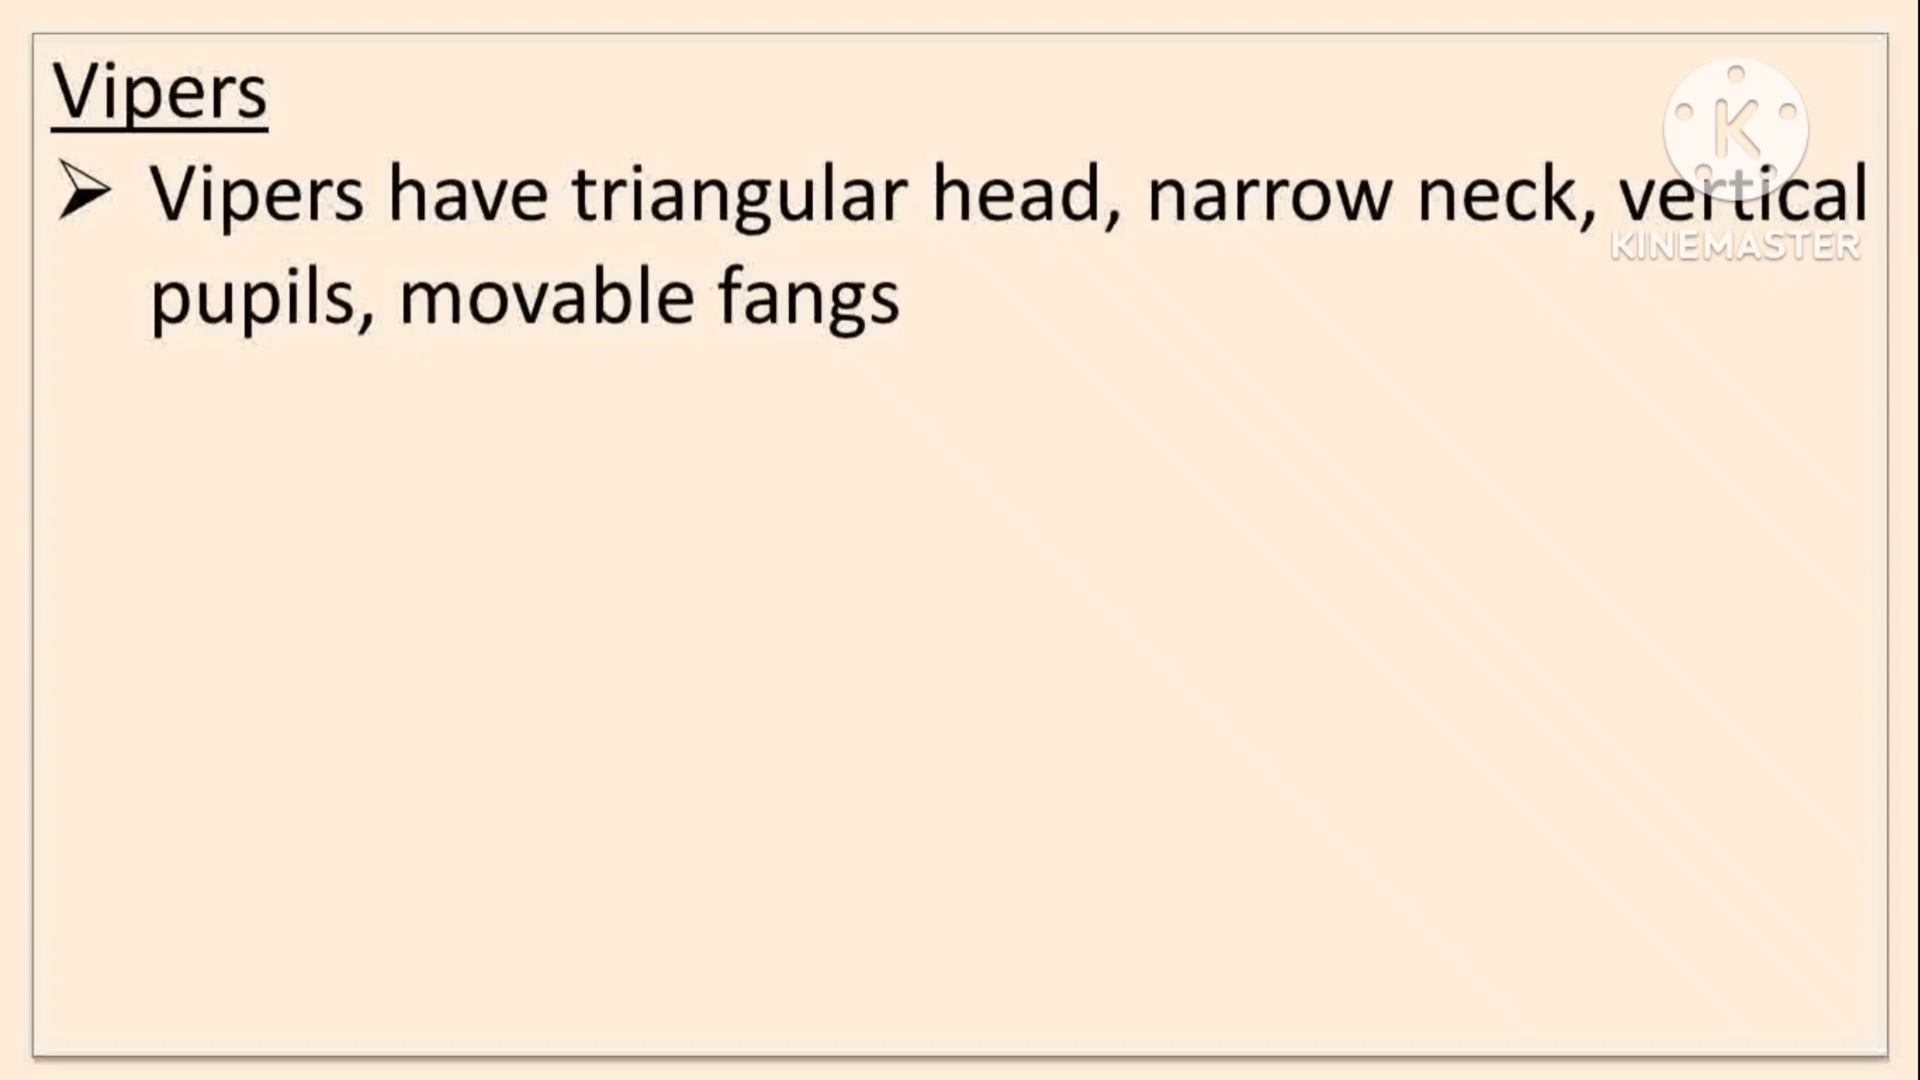 Vipers
➢ Vipers have triangular head, narrow neck, vertical
pupils, movable fangs
K
KINEMASTER